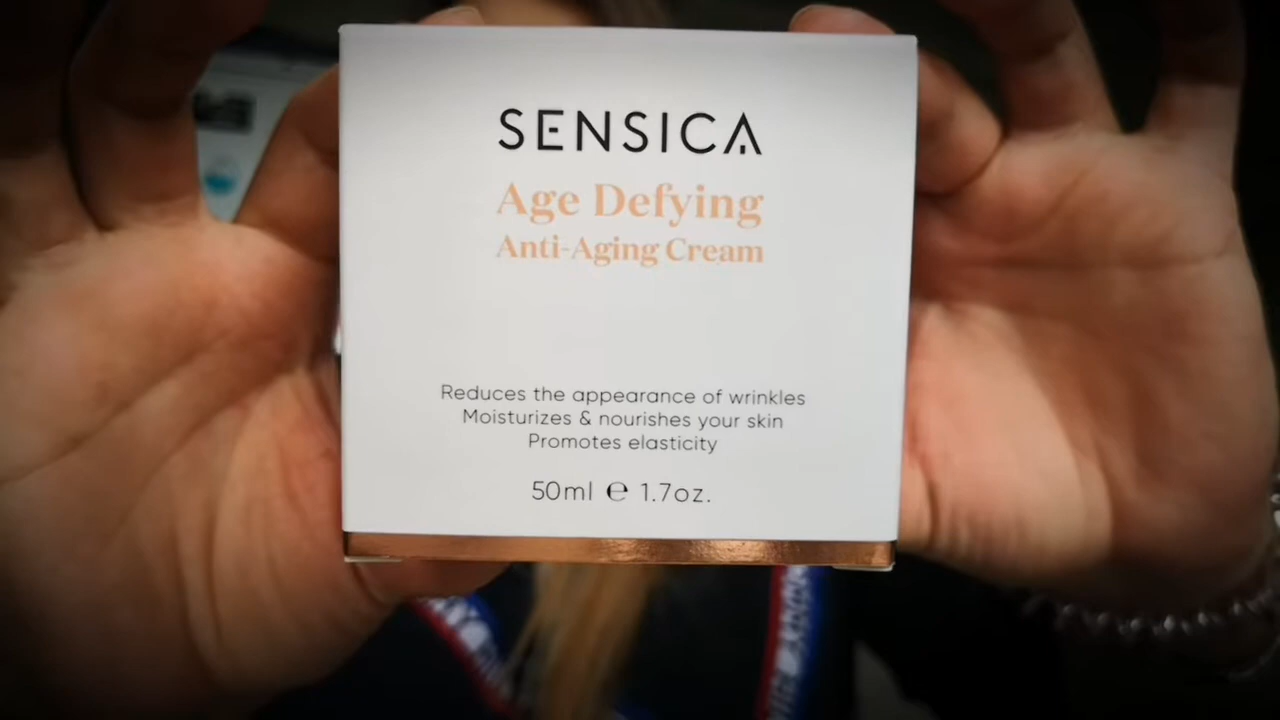 SENSICA
Age Defying
Anti-Aging Cream
Reduces the appearance of wrinkles
Moisturizes & nourishes your skin
Promotes elasticity
50ml ℮ 1.7oz.